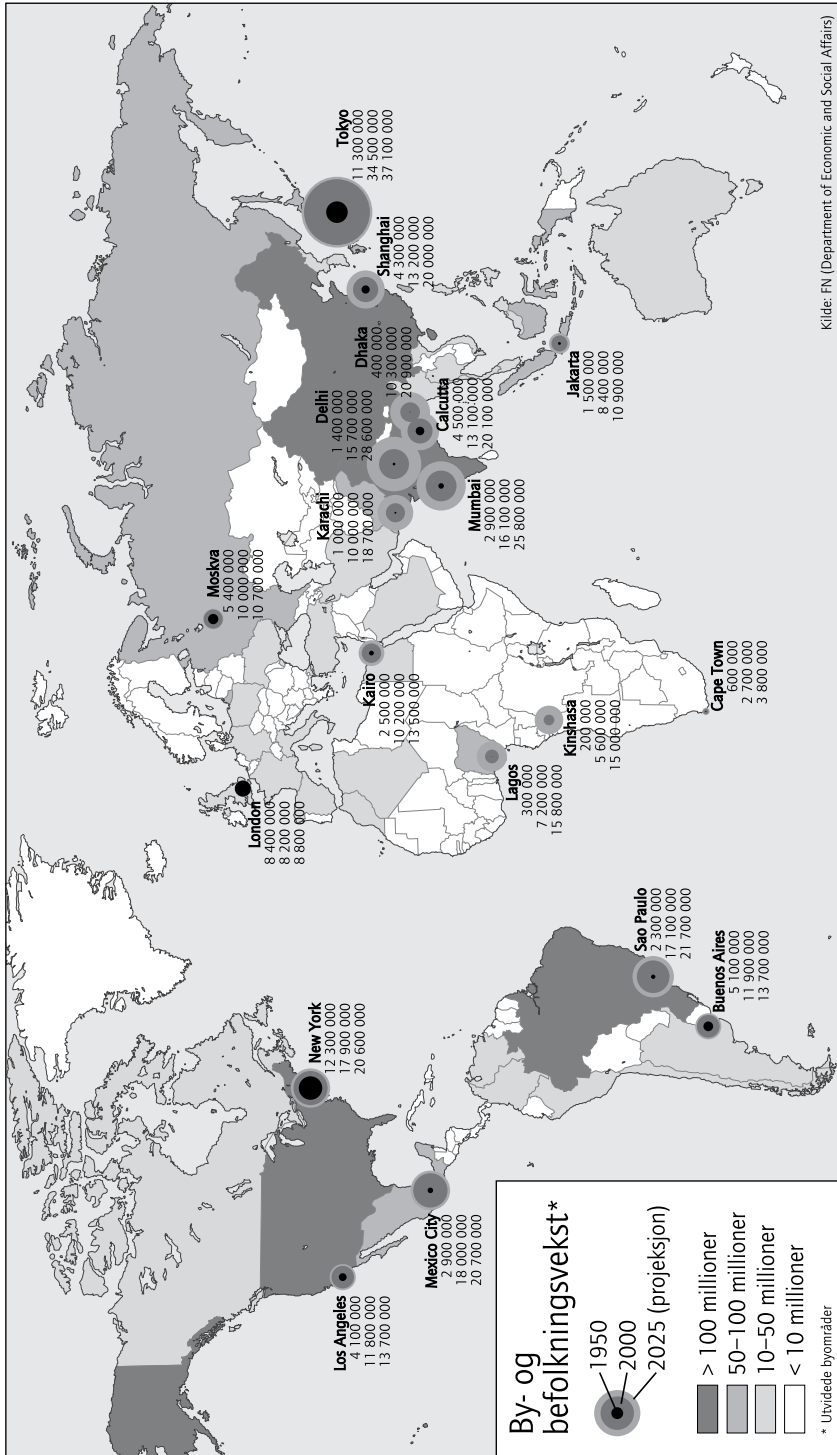 By- og
befolkningsvekst*
1950
2000
2025 (projeksjon)
> 100 millioner
50–100 millioner
10–50 millioner
< 10 millioner
* Utvidede byområder
Los Angeles
4 100 000
11 800 000
13 700 000
Mexico City
2 900 000
18 000 000
20 700 000
New York
12 300 000
17 900 000
20 600 000
Buenos Aires
5 100 000
11 900 000
13 700 000
Sao Paulo
2 300 000
17 100 000
21 700 000
London
8 400 000
8 200 000
8 800 000
Lagos
300 000
7 200 000
15 800 000
Kinshasa
200 000
5 600 000
15 000 000
Kairo
2 500 000
10 200 000
13 500 000
Cape Town
600 000
2 700 000
3 800 000
Moskva
5 400 000
10 000 000
10 700 000
Karachi
1 000 000
10 000 000
18 700 000
Mumbai
2 900 000
16 100 000
25 800 000
Delhi
1 400 000
15 700 000
28 600 000
Calcutta
4 500 000
13 100 000
20 100 000
Dhaka
400 000
10 300 000
20 900 000
Jakarta
1 500 000
8 400 000
10 900 000
Shanghai
4 300 000
13 200 000
20 000 000
Tokyo
11 300 000
34 500 000
37 100 000
Kilde: FN (Department of Economic and Social Affairs)